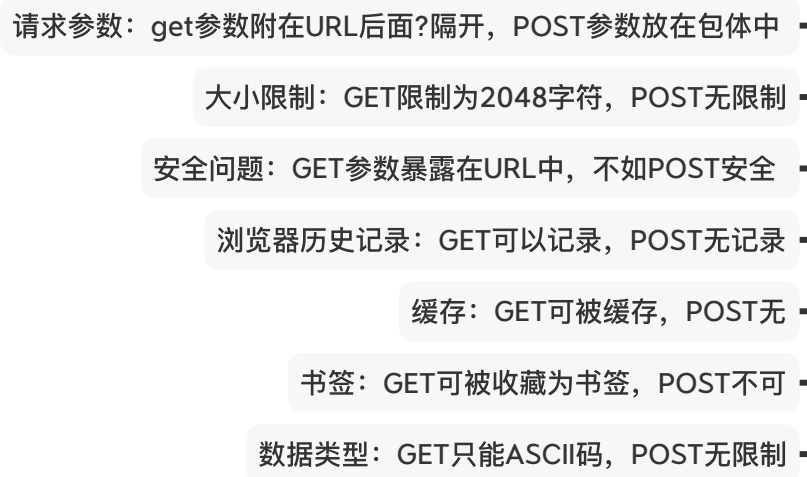 请求参数：get参数附在URL后面?隔开，POST参数放在包体中
大小限制：GET限制为2048字符，POST无限制
安全问题：GET参数暴露在URL中，不如POST安全
浏览器历史记录：GET可以记录，POST无记录
缓存：GET可被缓存，POST无
书签：GET可被收藏为书签，POST不可
数据类型：GET只能ASCII码，POST无限制